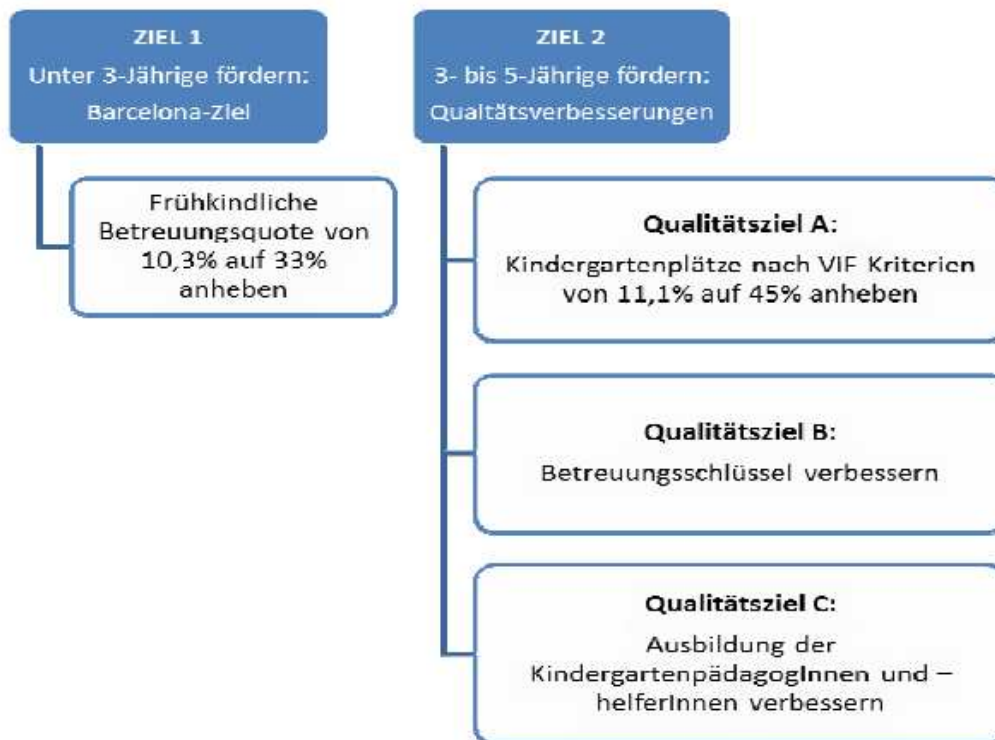 ZIEL 1
Unter 3-Jährige fördern:
Barcelona-Ziel
Frühkindliche
Betreuungsquote von
10,3% auf 33%
anheben
ZIEL 2
3- bis 5-Jährige fördern:
Qualtätsverbesserungen
Qualitätsziel A:
Kindergartenplätze nach VIF Kriterien
von 11,1% auf 45% anheben
Qualitätsziel B:
Betreuungsschlüssel verbessern
Qualitätsziel C:
Ausbildung der
KindergartenpädagogInnen und –
helferInnen verbessern